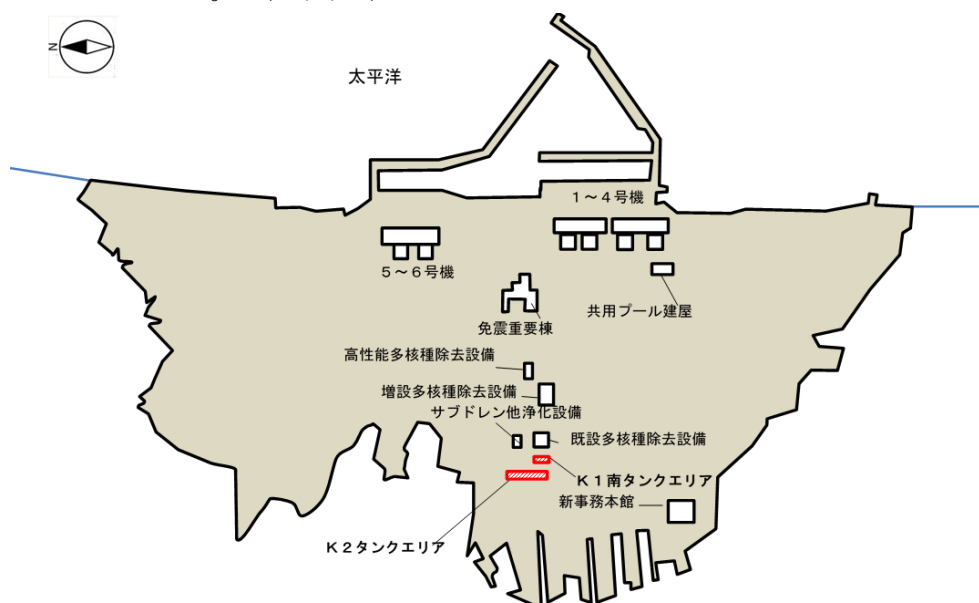 N
太平洋
１～４号機
５～６号機
共用プール建屋
免震重要棟
高性能多核種除去設備
増設多核種除去設備
サブドレン他浄化設備
既設多核種除去設備
Ｋ１南タンクエリア
新事務本館
Ｋ２タンクエリア